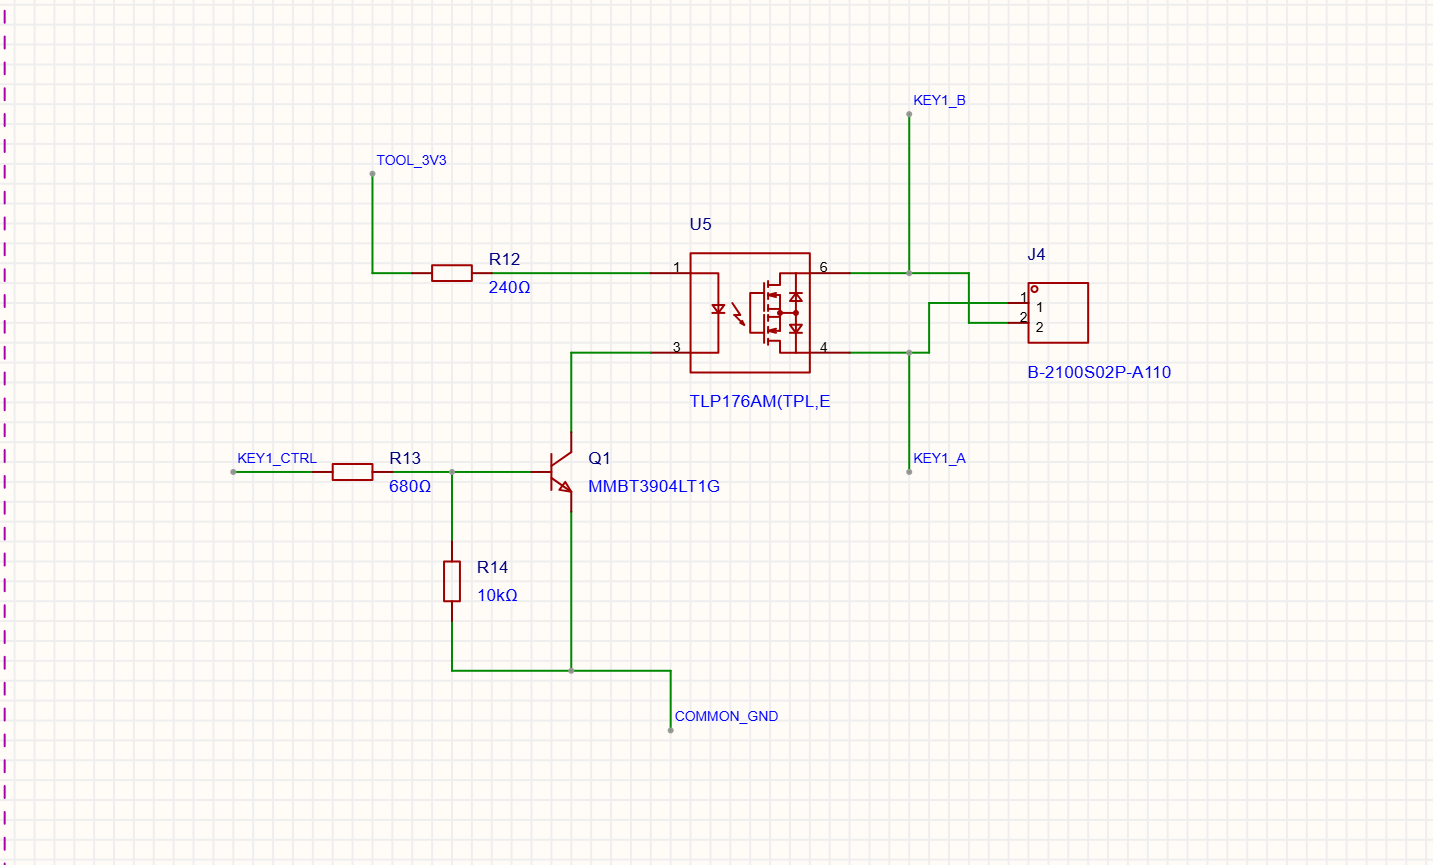 KEY1_B
TOOL_3V3
U5
J4
R12
240Ω
1
6
1
1
2
2
3
4
B-2100S02P-A110
TLP176AM(TPL,E
KEY1_CTRL
R13
680Ω
Q1
MMBT3904LT1G
KEY1_A
R14
10kΩ
COMMON_GND